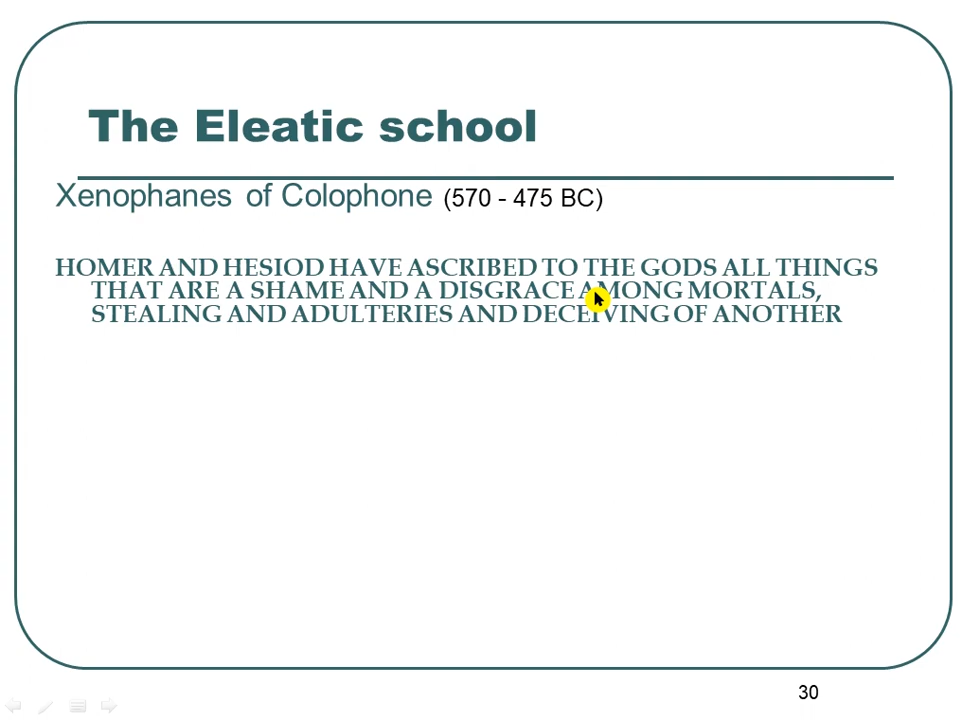 The Eleatic school
Xenophanes of Colophone (570 - 475 BC)
HOMER AND HESIOD HAVE ASCRIBED TO THE GODS ALL THINGS
THAT ARE A SHAME AND A DISGRACE AMONG MORTALS,
STEALING AND ADULTERIES AND DECEIVING OF ANOTHER
30